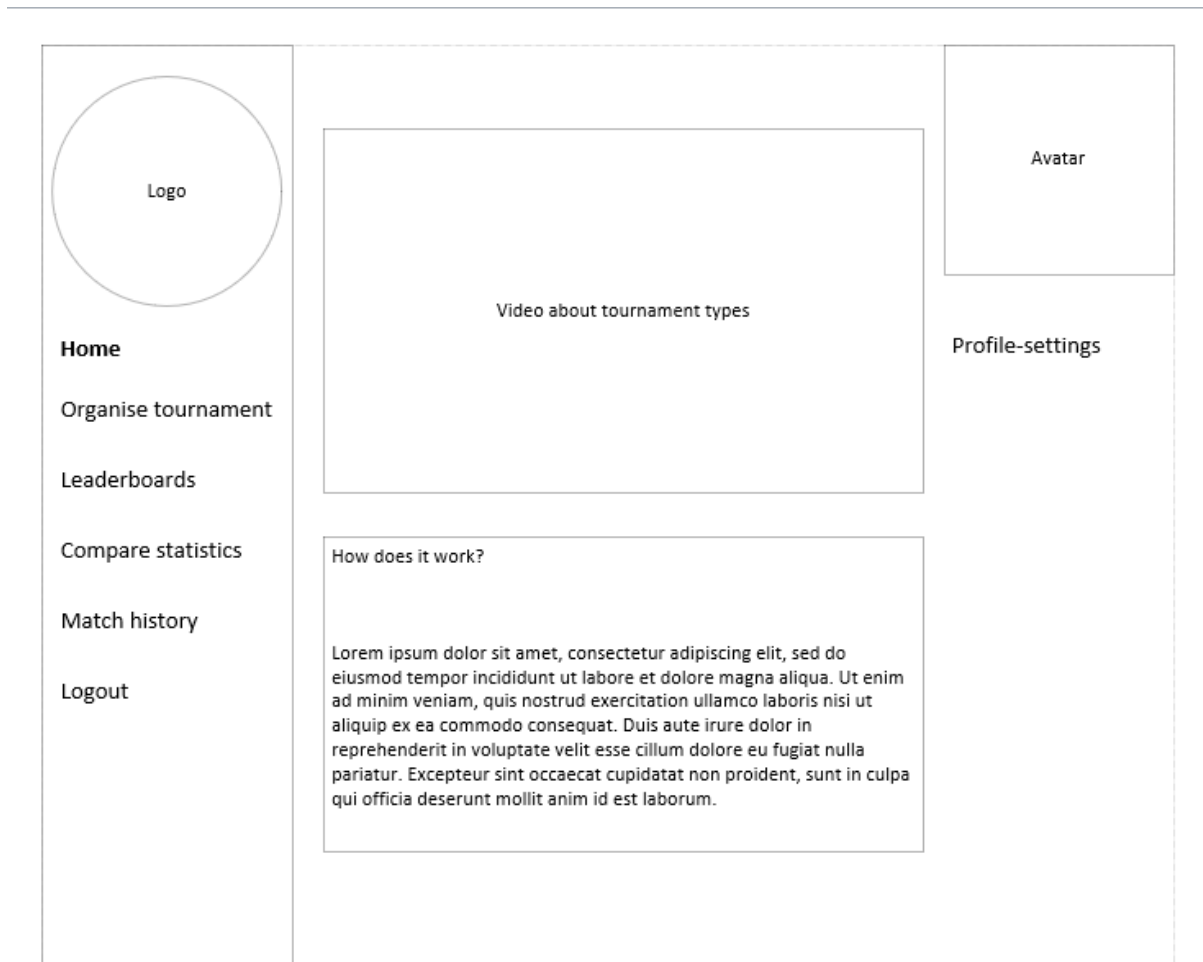 Logo
Home
Organise tournament
Leaderboards
Compare statistics
Match history
Logout
Video about tournament types
How does it work?
Lorem ipsum dolor sit amet, consectetur adipiscing elit, sed do
eiusmod tempor incididunt ut labore et dolore magna aliqua. Ut enim
ad minim veniam, quis nostrud exercitation ullamco laboris nisi ut
aliquip ex ea commodo consequat. Duis aute irure dolor in
reprehenderit in voluptate velit esse cillum dolore eu fugiat nulla
pariatur. Excepteur sint occaecat cupidatat non proident, sunt in culpa
qui officia deserunt mollit anim id est laborum.
Avatar
Profile-settings